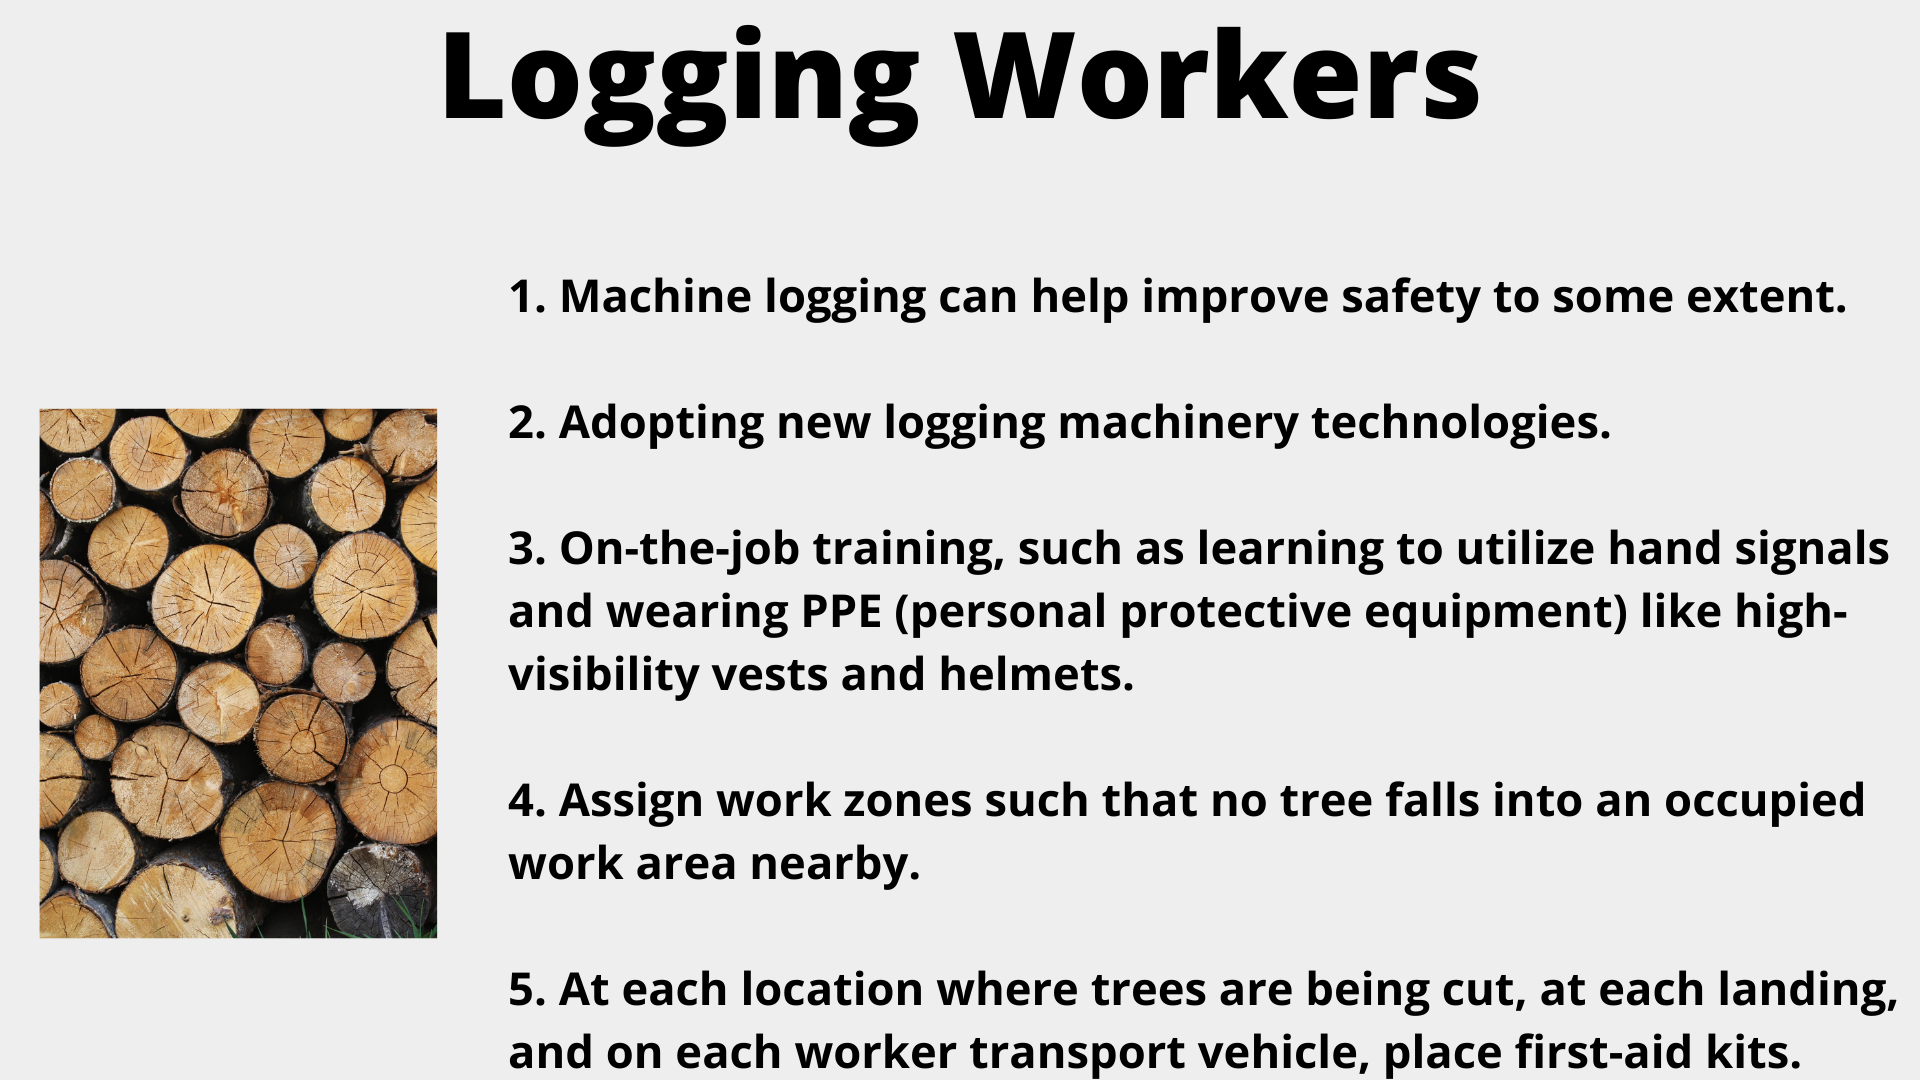 Logging Workers
1. Machine logging can help improve safety to some extent.
2. Adopting new logging machinery technologies.
3. On-the-job training, such as learning to utilize hand signals
and wearing PPE (personal protective equipment) like high-
visibility vests and helmets.
4. Assign work zones such that no tree falls into an occupied
work area nearby.
5. At each location where trees are being cut, at each landing,
and on each worker transport vehicle, place first-aid kits.